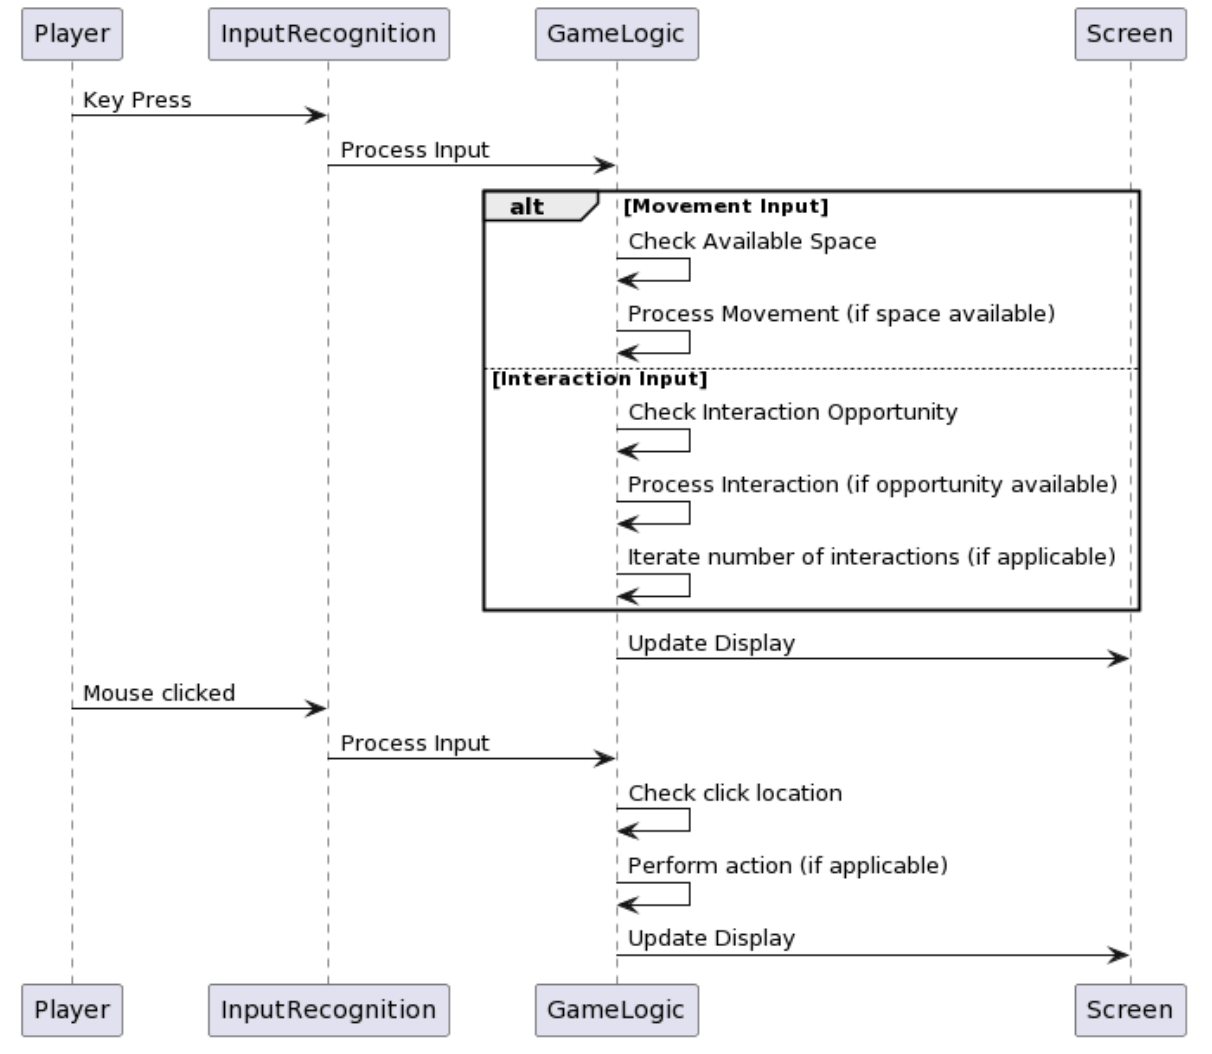 Player InputRecognition GameLogic Screen
Key Press
Process Input
alt [Movement Input]
Check Available Space
Process Movement (if space available)
[Interaction Input]
Check Interaction Opportunity
Process Interaction (if opportunity available)
Iterate number of interactions (if applicable)
Update Display
Mouse clicked
Process Input
Check click location
Perform action (if applicable)
Update Display
Player InputRecognition GameLogic Screen